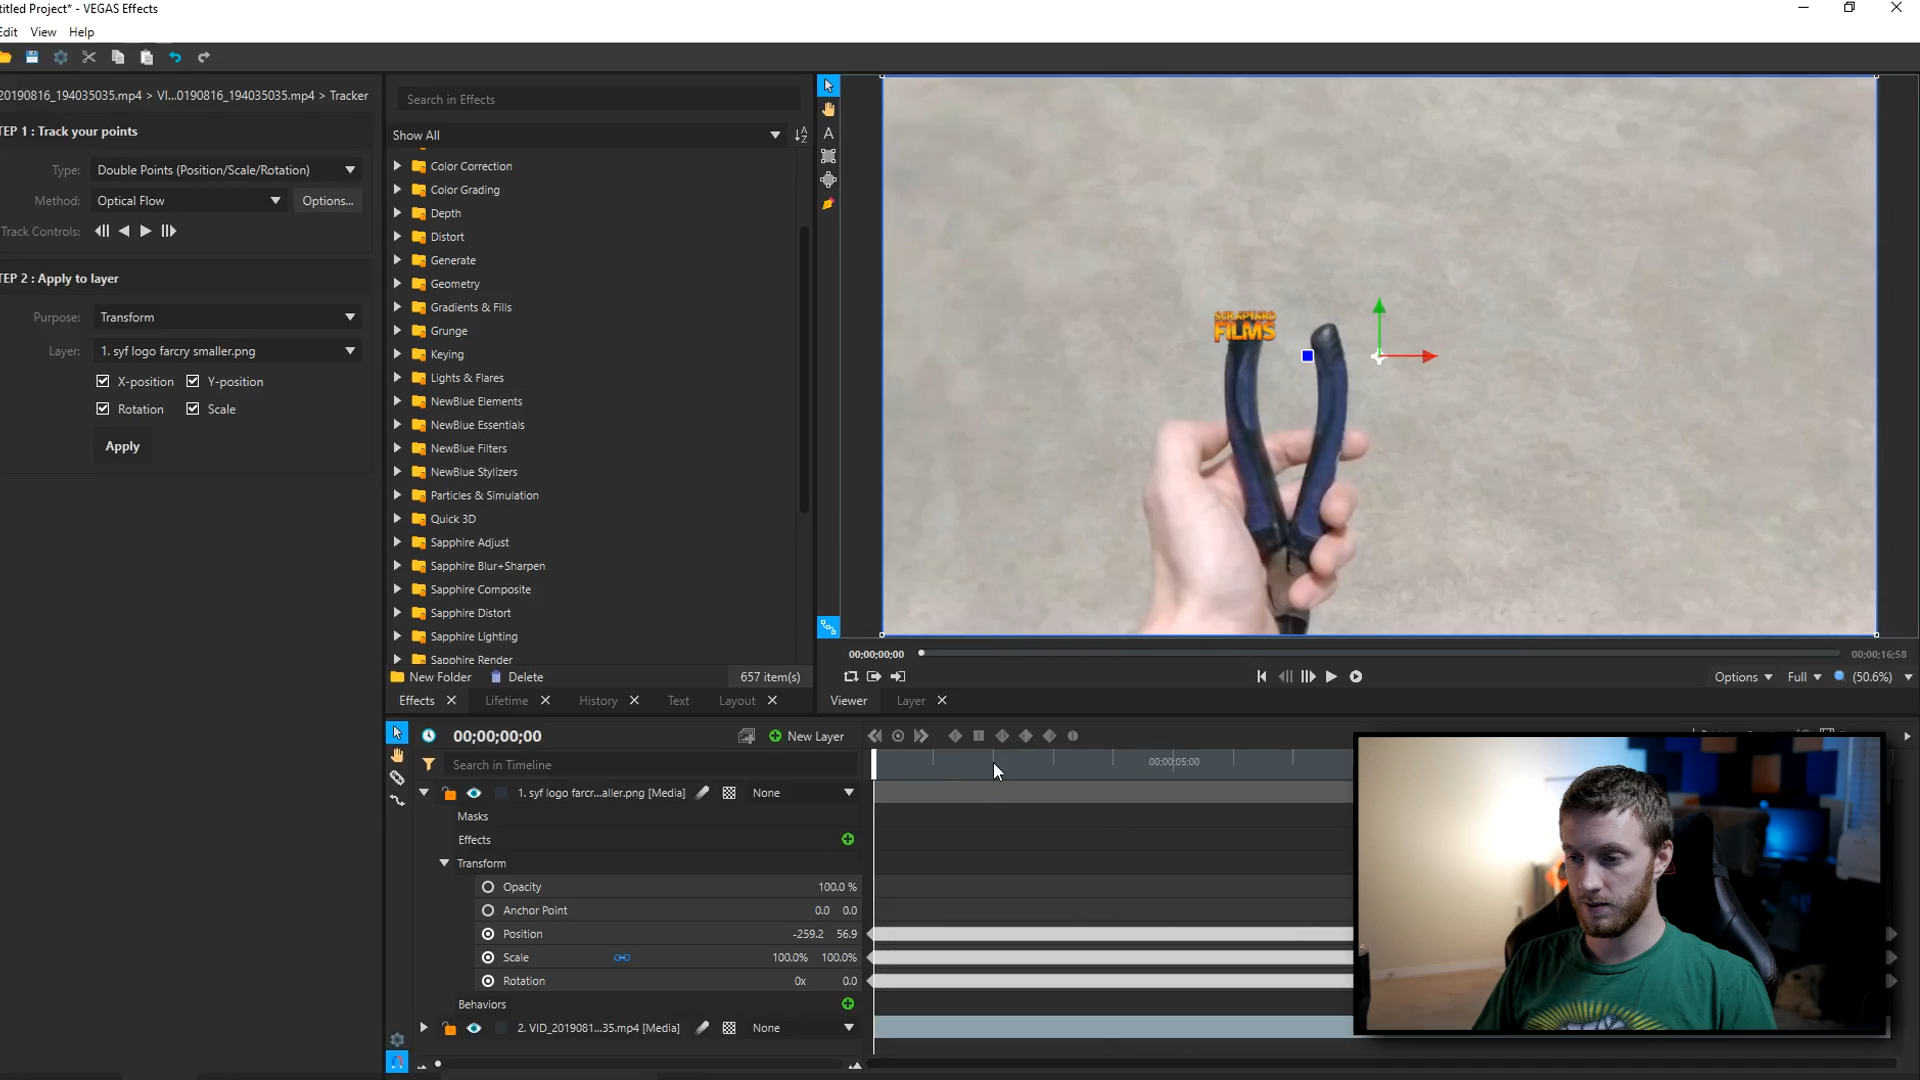 titled Project* - VEGAS Effects
Edit View Help
20190816_194035035.mp4 > VI...0190816_194035035.mp4 > Tracker
TEP 1 : Track your points
Type: Double Points (Position/Scale/Rotation)
Method: Optical Flow Options...
Track Controls:
TEP 2 : Apply to layer
Purpose: Transform
Layer: 1. syf logo farcry smaller.png
X-position Y-position
Rotation Scale
Apply
Search in Effects
Show All
Color Correction
Color Grading
Depth
Distort
Generate
Geometry
Gradients & Fills
Grunge
Keying
Lights & Flares
NewBlue Elements
NewBlue Essentials
NewBlue Filters
NewBlue Stylizers
Particles & Simulation
Quick 3D
Sapphire Adjust
Sapphire Blur+Sharpen
Sapphire Composite
Sapphire Distort
Sapphire Lighting
Sapphire Render
New Folder Delete 657 item(s)
Effects Lifetime History Text Layout
SCRAPYARD
FILMS
00;00;00;00 00;00;16;58
Options Full (50.6%)
Viewer Layer
00;00;00;00 New Layer
Search in Timeline 00;00;05;00
1. syf logo farcr...aller.png [Media] None
Masks
Effects
Transform
Opacity 100.0 %
Anchor Point 0.0 0.0
Position -259.2 56.9
Scale 100.0% 100.0%
Rotation 0x 0.0
Behaviors
2. VID_2019081...35.mp4 [Media] None